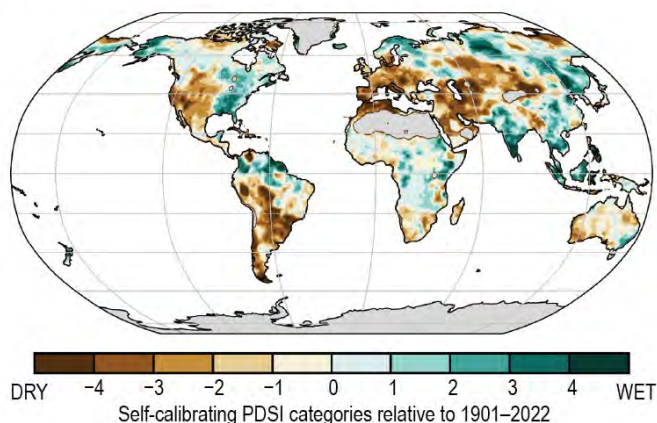 DRY −4 −3 −2 −1 0 1 2 3 4 WET
Self-calibrating PDSI categories relative to 1901–2022